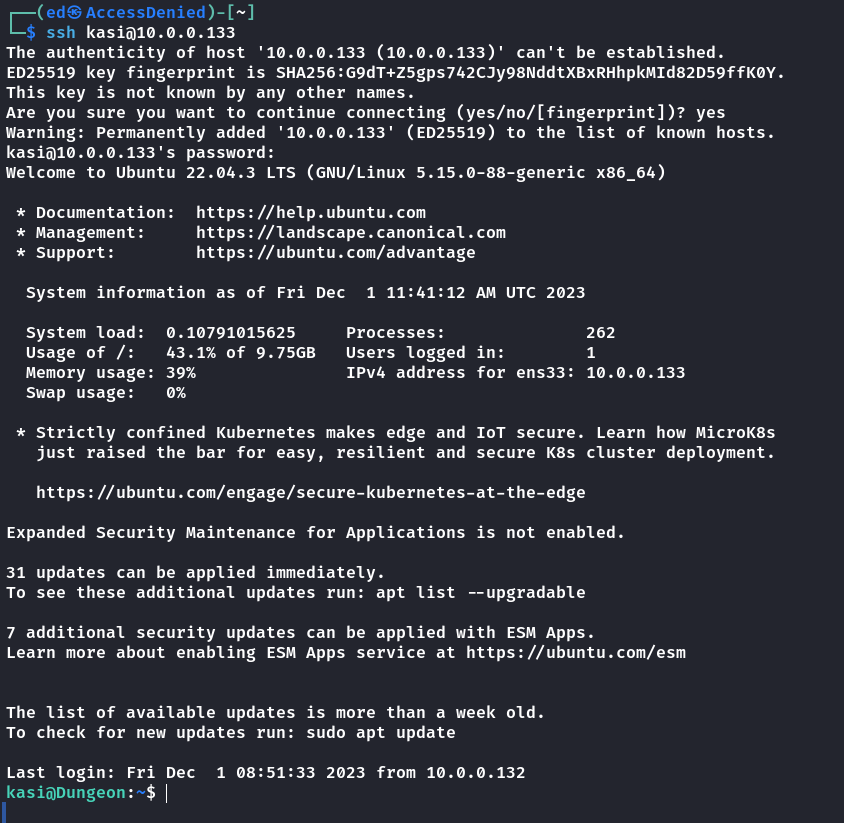 ┌──(ed㉿AccessDenied)-[~]
└─$ ssh kasi@10.0.0.133
The authenticity of host '10.0.0.133 (10.0.0.133)' can't be established.
ED25519 key fingerprint is SHA256:G9dT+Z5gps742CJy98NddtXBxRHhpkMId82D59ffK0Y.
This key is not known by any other names.
Are you sure you want to continue connecting (yes/no/[fingerprint])? yes
Warning: Permanently added '10.0.0.133' (ED25519) to the list of known hosts.
kasi@10.0.0.133's password:
Welcome to Ubuntu 22.04.3 LTS (GNU/Linux 5.15.0-88-generic x86_64)

 * Documentation:  https://help.ubuntu.com
 * Management:     https://landscape.canonical.com
 * Support:        https://ubuntu.com/advantage

  System information as of Fri Dec  1 11:41:12 AM UTC 2023

  System load:  0.10791015625     Processes:              262
  Usage of /:   43.1% of 9.75GB   Users logged in:        1
  Memory usage: 39%               IPv4 address for ens33: 10.0.0.133
  Swap usage:   0%

 * Strictly confined Kubernetes makes edge and IoT secure. Learn how MicroK8s
   just raised the bar for easy, resilient and secure K8s cluster deployment.

   https://ubuntu.com/engage/secure-kubernetes-at-the-edge

Expanded Security Maintenance for Applications is not enabled.

31 updates can be applied immediately.
To see these additional updates run: apt list --upgradable

7 additional security updates can be applied with ESM Apps.
Learn more about enabling ESM Apps service at https://ubuntu.com/esm


The list of available updates is more than a week old.
To check for new updates run: sudo apt update

Last login: Fri Dec  1 08:51:33 2023 from 10.0.0.132
kasi@Dungeon:~$